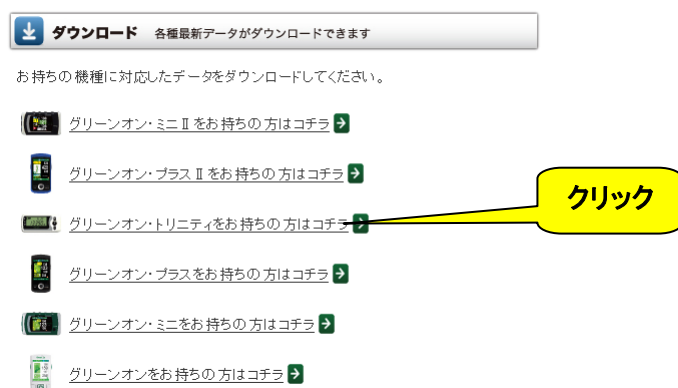 ダウンロード 各種最新データがダウンロードできます
お持ちの機種に対応したデータをダウンロードしてください。
グリーンオン・ミニⅡをお持ちの方はコチラ
グリーンオン・プラスⅡをお持ちの方はコチラ
クリック
グリーンオン・トリニティをお持ちの方はコチラ
グリーンオン・プラスをお持ちの方はコチラ
グリーンオン・ミニをお持ちの方はコチラ
グリーンオンをお持ちの方はコチラ